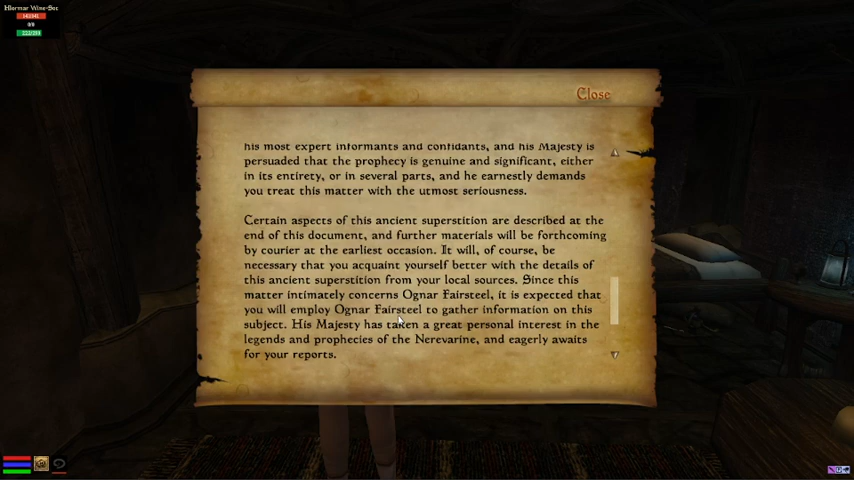 Hlormar Wine-Sot
Close
his most expert informants and confidants, and his Majesty is
persuaded that the prophecy is genuine and significant, either
in its entirety, or in several parts, and he earnestly demands
you treat this matter with the utmost seriousness.
Certain aspects of this ancient superstition are described at the
end of this document, and further materials will be forthcoming
by courier at the earliest occasion. It will, of course, be
necessary that you acquaint yourself better with the details of
this ancient superstition from your local sources. Since this
matter intimately concerns Ognar Fairsteel, it is expected that
you will employ Ognar Fairsteel to gather information on this
subject. His Majesty has taken a great personal interest in the
legends and prophecies of the Nerevarine, and eagerly awaits
for your reports.